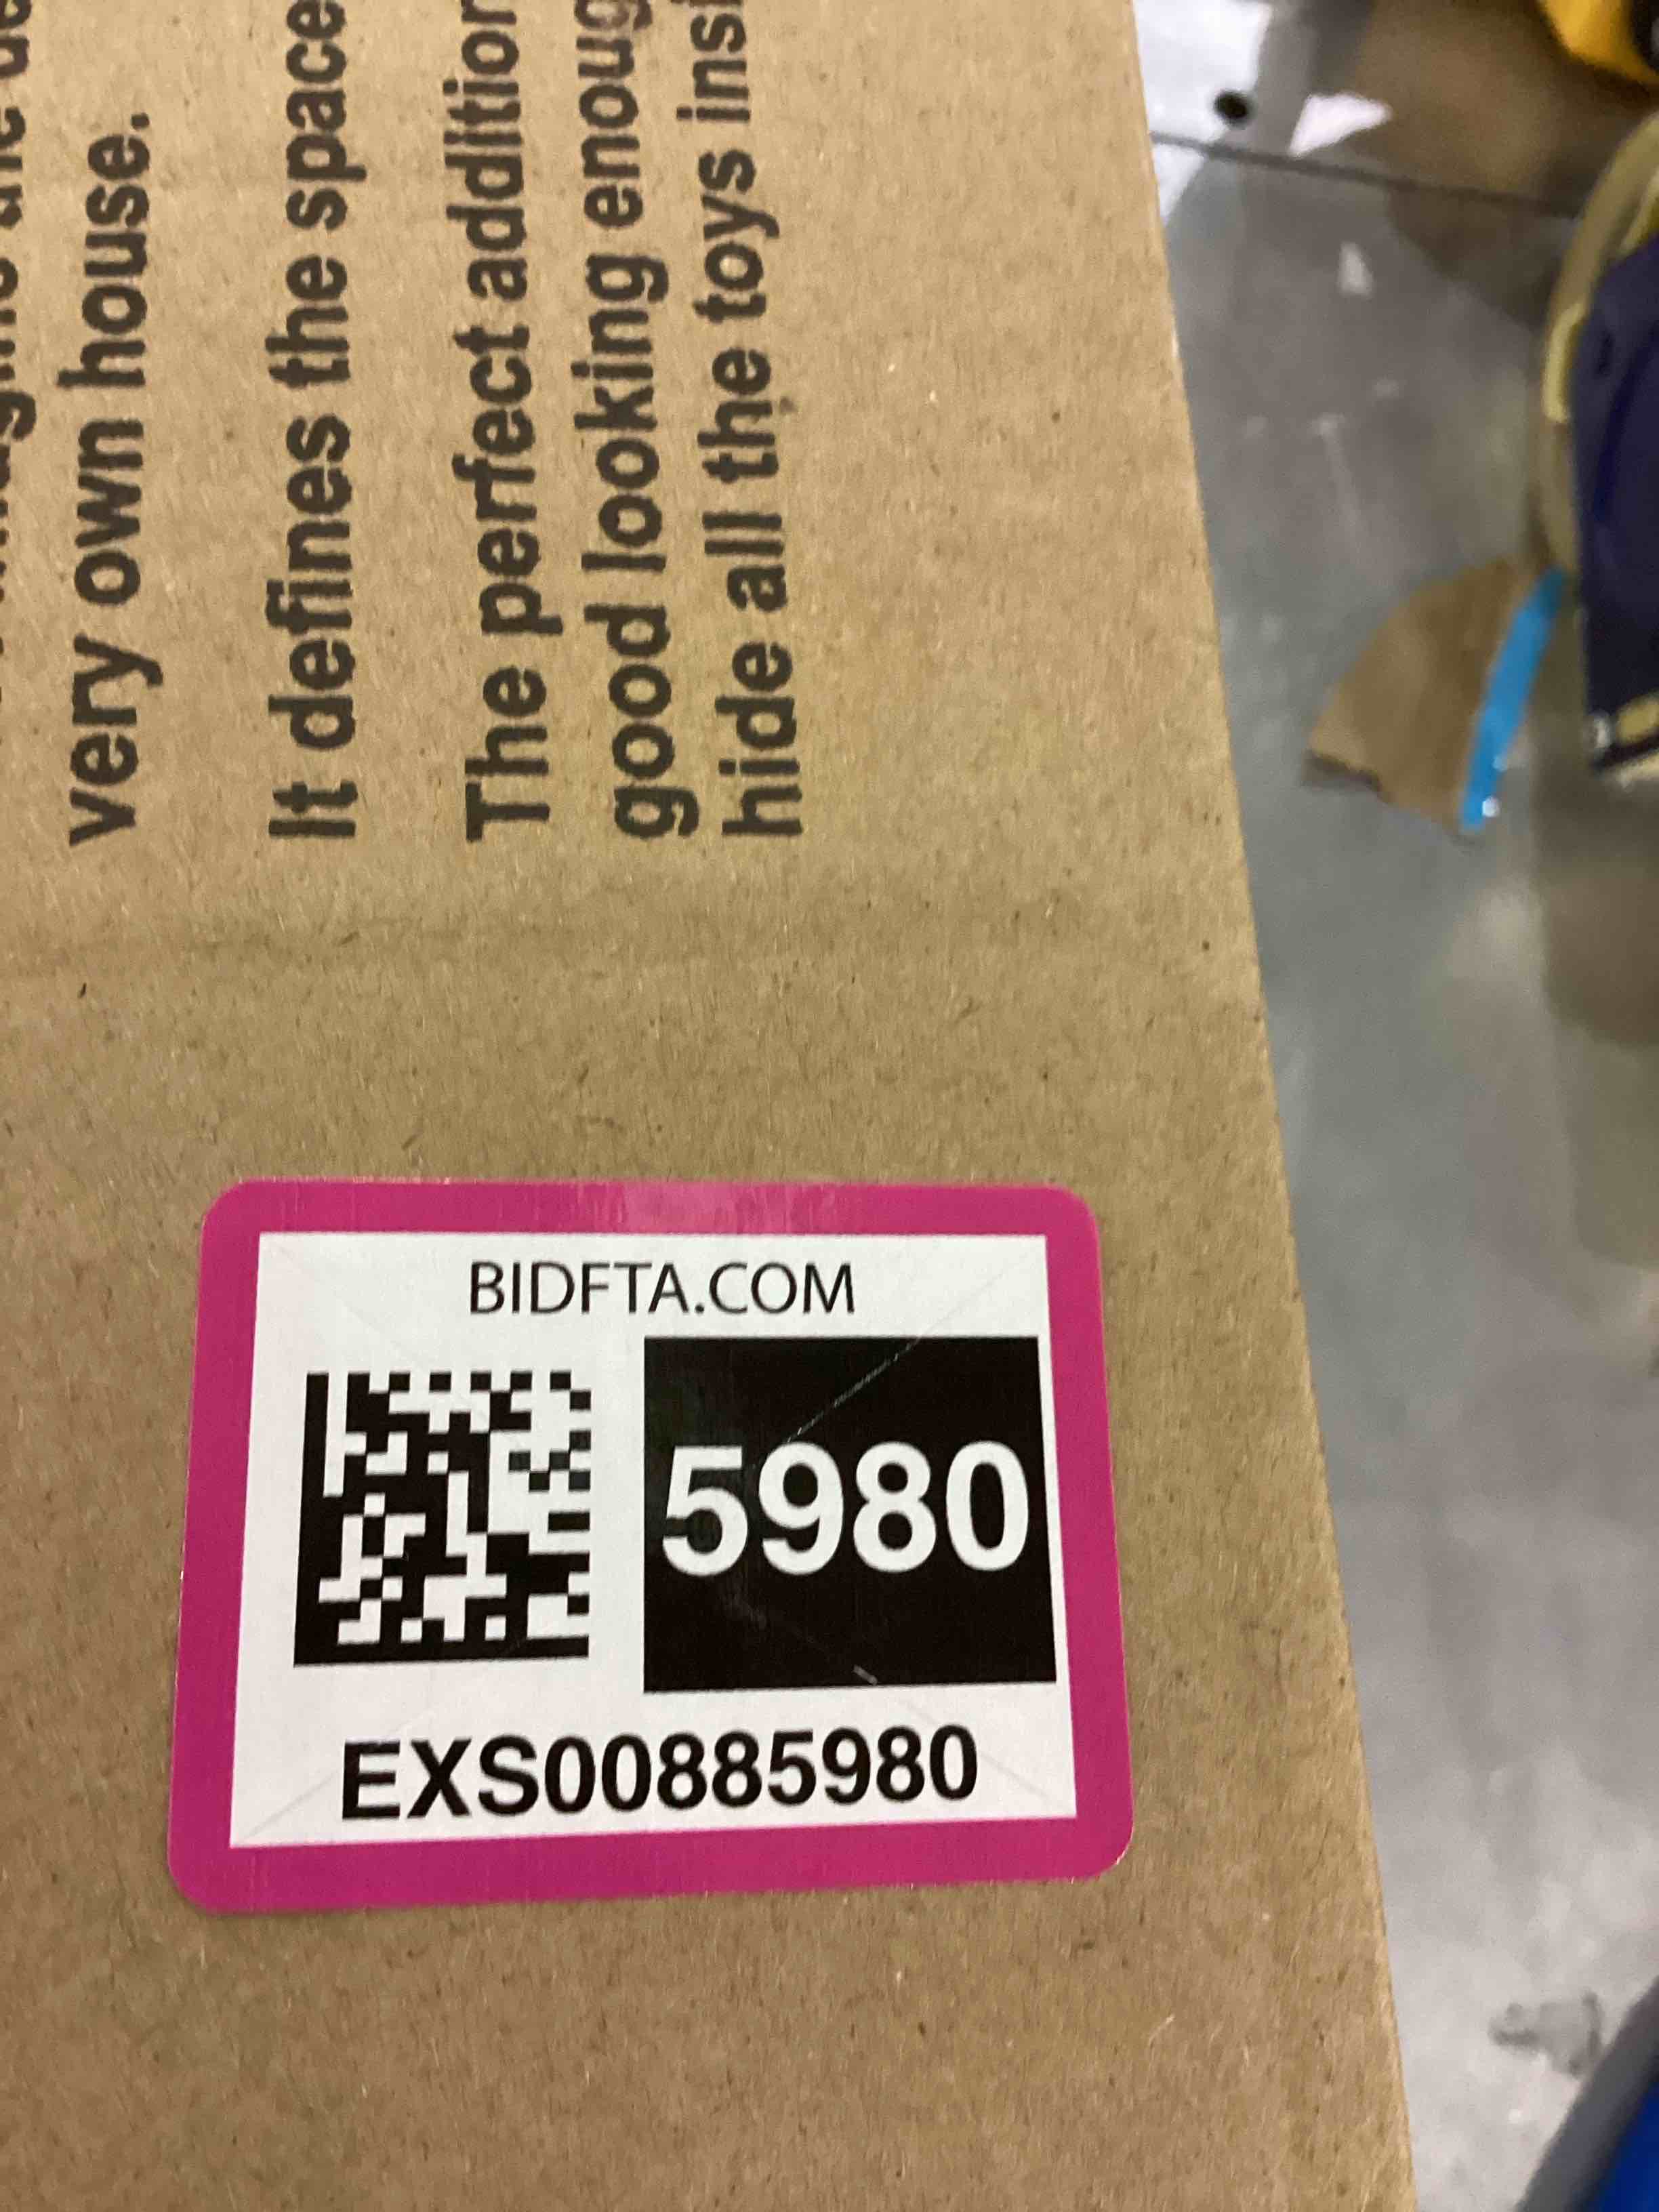 very own house.
It defines the space
The perfect addition
good looking enoug
hide all the toys insi
BIDFTA.COM
5980
EXS00885980